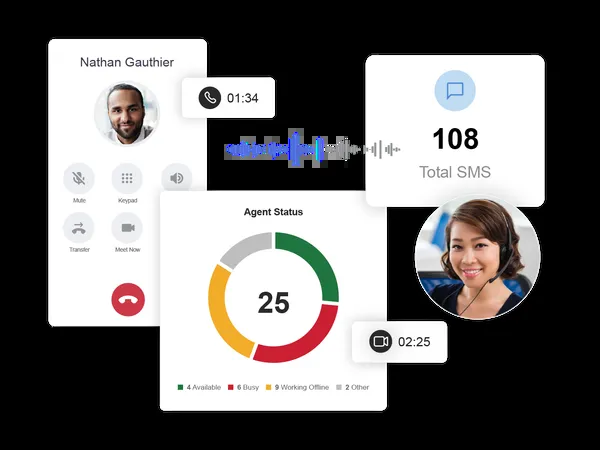 Nathan Gauthier
01:34
Mute
Keypad
Transfer
Meet Now
108
Total SMS
Agent Status
25
02:25
4 Available 6 Busy 9 Working Offline 2 Other